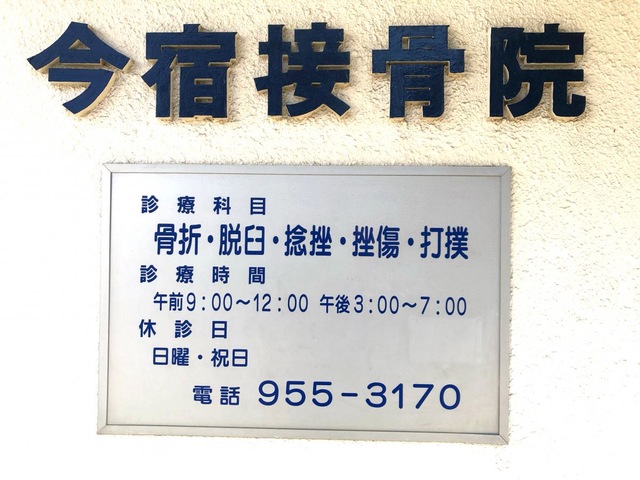 今宿接骨院
診療科目
骨折・脱臼・捻挫・挫傷・打撲
診療時間
午前9:00～12:00 午後3:00～7:00
休診日
日曜・祝日
電話 955-3170